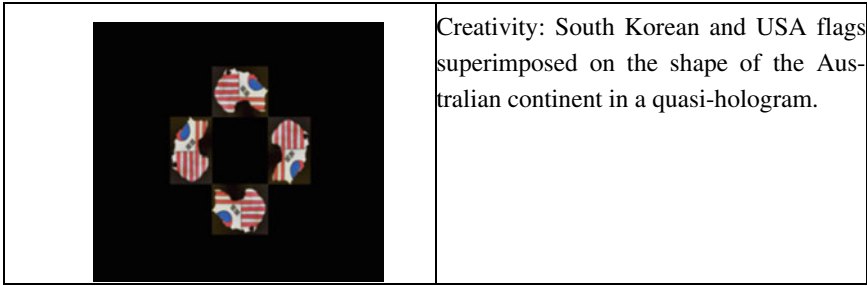 Creativity: South Korean and USA flags
superimposed on the shape of the Aus-
tralian continent in a quasi-hologram.